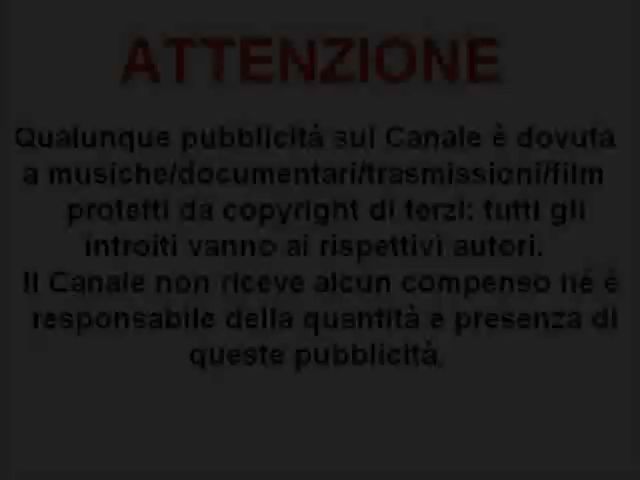 ATTENZIONE
Qualunque pubblicità sul Canale è dovuta
a musiche/documentari/trasmissioni/film
protetti da copyright di terzi: tutti gli
introiti vanno ai rispettivi autori.
Il Canale non riceve alcun compenso né è
responsabile della quantità e presenza di
queste pubblicità.